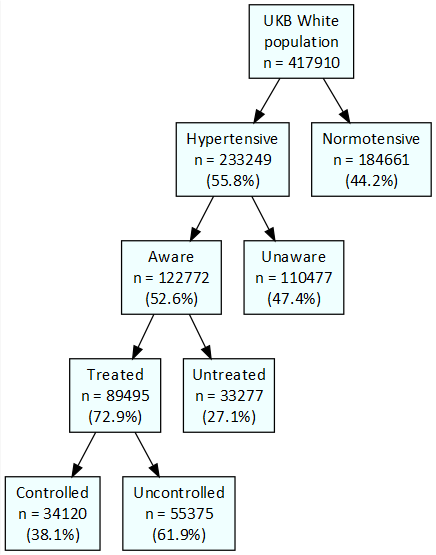 UKB White
population
n = 417910
Hypertensive
n = 233249
(55.8%)
Normotensive
n = 184661
(44.2%)
Aware
n = 122772
(52.6%)
Unaware
n = 110477
(47.4%)
Treated
n = 89495
(72.9%)
Untreated
n = 33277
(27.1%)
Controlled
n = 34120
(38.1%)
Uncontrolled
n = 55375
(61.9%)